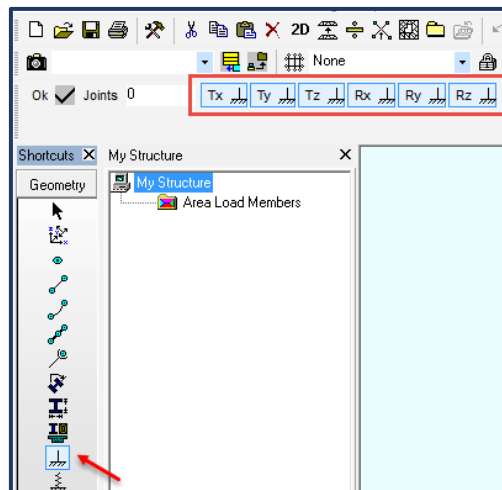 2D
None
Ok Joints 0 Tx Ty Tz Rx Ry Rz
Shortcuts My Structure
Geometry My Structure
Area Load Members